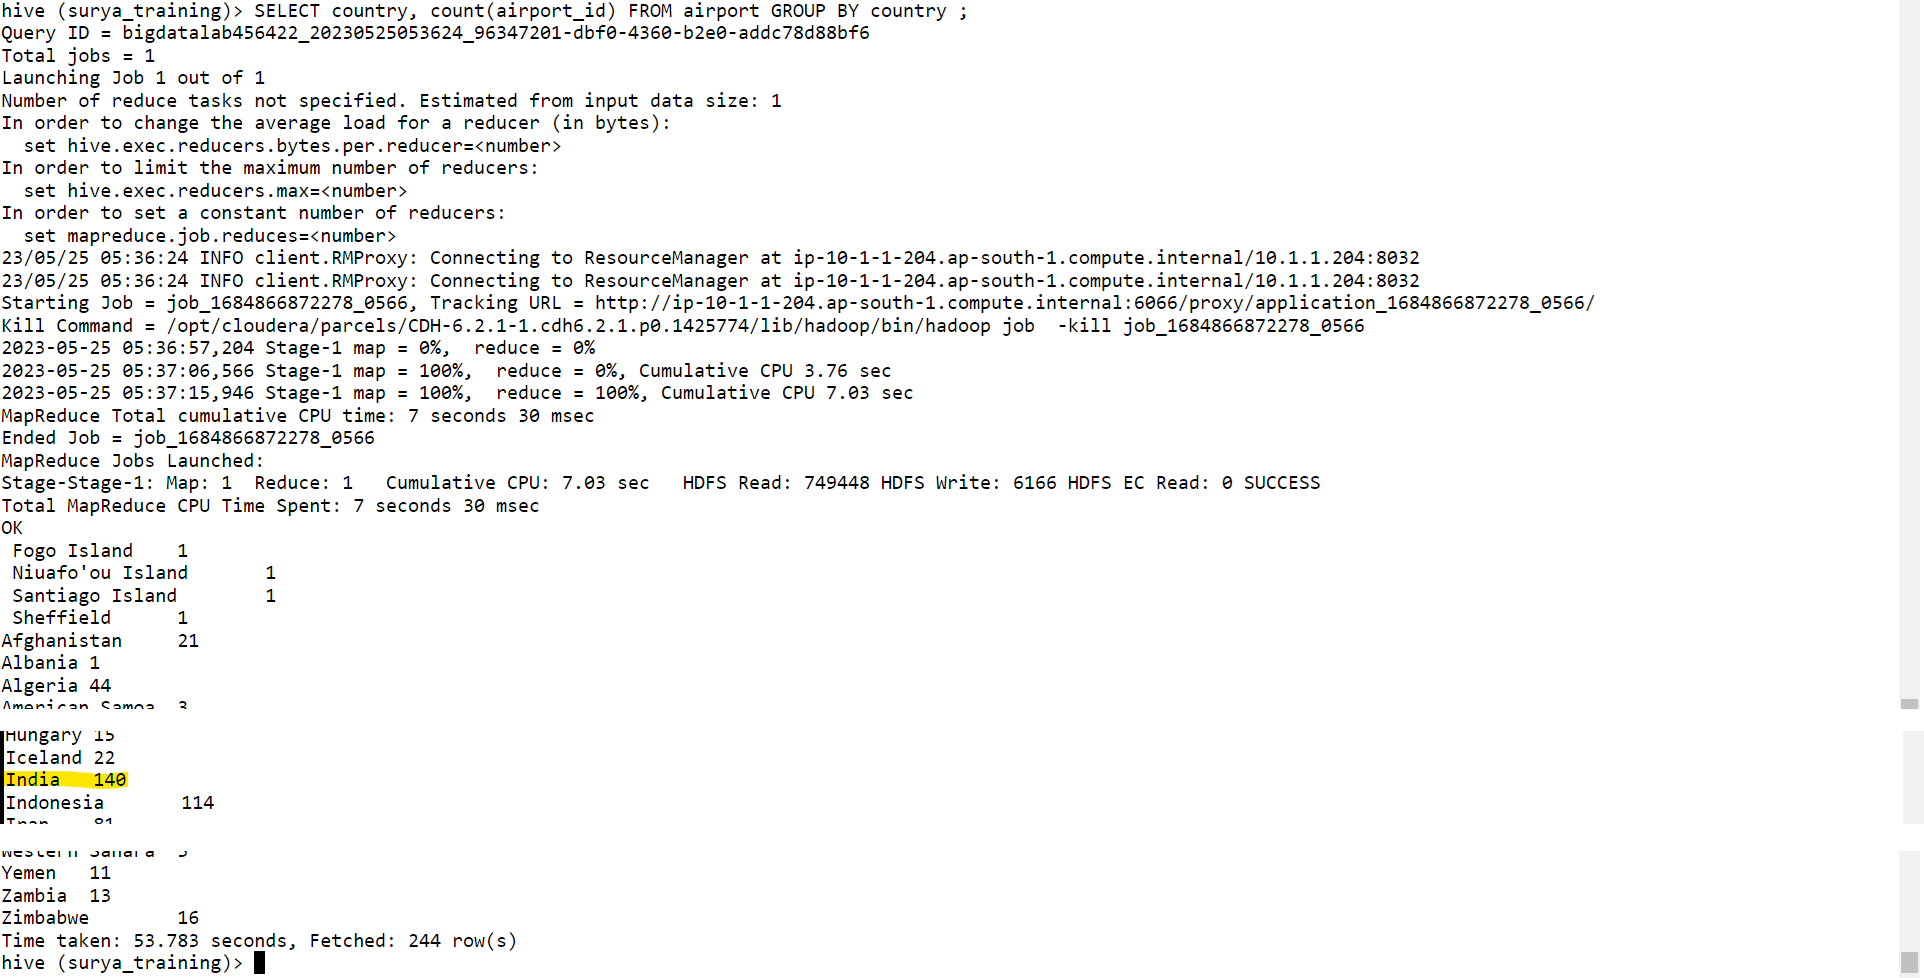 hive (surya_training)> SELECT country, count(airport_id) FROM airport GROUP BY country ;
Query ID = bigdatalab456422_20230525053624_96347201-dbf0-4360-b2e0-addc78d88bf6
Total jobs = 1
Launching Job 1 out of 1
Number of reduce tasks not specified. Estimated from input data size: 1
In order to change the average load for a reducer (in bytes):
  set hive.exec.reducers.bytes.per.reducer=<number>
In order to limit the maximum number of reducers:
  set hive.exec.reducers.max=<number>
In order to set a constant number of reducers:
  set mapreduce.job.reduces=<number>
23/05/25 05:36:24 INFO client.RMProxy: Connecting to ResourceManager at ip-10-1-1-204.ap-south-1.compute.internal/10.1.1.204:8032
23/05/25 05:36:24 INFO client.RMProxy: Connecting to ResourceManager at ip-10-1-1-204.ap-south-1.compute.internal/10.1.1.204:8032
Starting Job = job_1684866872278_0566, Tracking URL = http://ip-10-1-1-204.ap-south-1.compute.internal:6066/proxy/application_1684866872278_0566/
Kill Command = /opt/cloudera/parcels/CDH-6.2.1-1.cdh6.2.1.p0.1425774/lib/hadoop/bin/hadoop job  -kill job_1684866872278_0566
2023-05-25 05:36:57,204 Stage-1 map = 0%,  reduce = 0%
2023-05-25 05:37:06,566 Stage-1 map = 100%,  reduce = 0%, Cumulative CPU 3.76 sec
2023-05-25 05:37:15,946 Stage-1 map = 100%,  reduce = 100%, Cumulative CPU 7.03 sec
MapReduce Total cumulative CPU time: 7 seconds 30 msec
Ended Job = job_1684866872278_0566
MapReduce Jobs Launched:
Stage-Stage-1: Map: 1  Reduce: 1   Cumulative CPU: 7.03 sec   HDFS Read: 749448 HDFS Write: 6166 HDFS EC Read: 0 SUCCESS
Total MapReduce CPU Time Spent: 7 seconds 30 msec
OK
 Fogo Island	1
 Niuafo'ou Island	1
 Santiago Island	1
 Sheffield	1
Afghanistan	21
Albania	1
Algeria	44
American Samoa	3
Hungary	15
Iceland	22
India	140
Indonesia	114
Iran	81
Western Sahara
Yemen	11
Zambia	13
Zimbabwe	16
Time taken: 53.783 seconds, Fetched: 244 row(s)
hive (surya_training)>